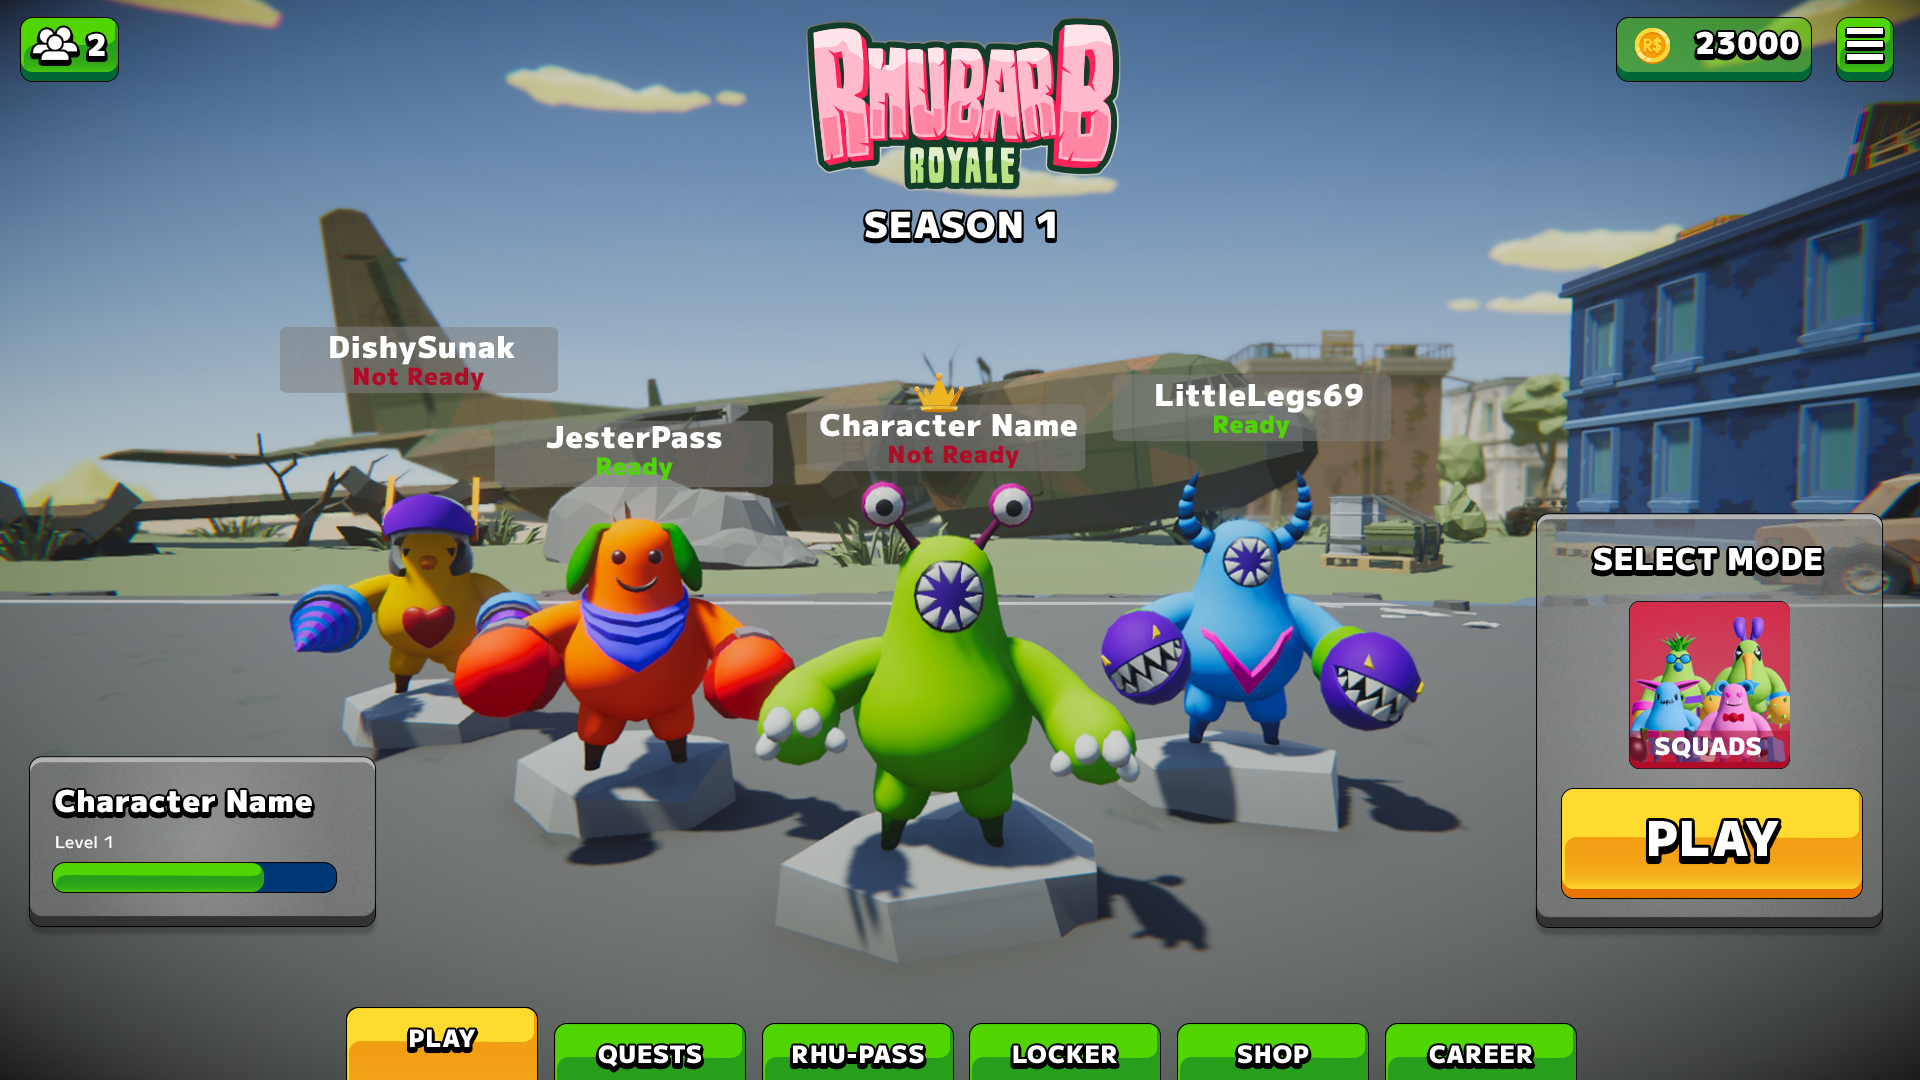 2
RHUBARB
ROYALE
SEASON 1
R$ 23000
DishySunak
Not Ready
JesterPass
Ready
Character Name
Not Ready
LittleLegs69
Ready
Character Name
Level 1
SELECT MODE
SQUADS
PLAY
PLAY
QUESTS
RHU-PASS
LOCKER
SHOP
CAREER